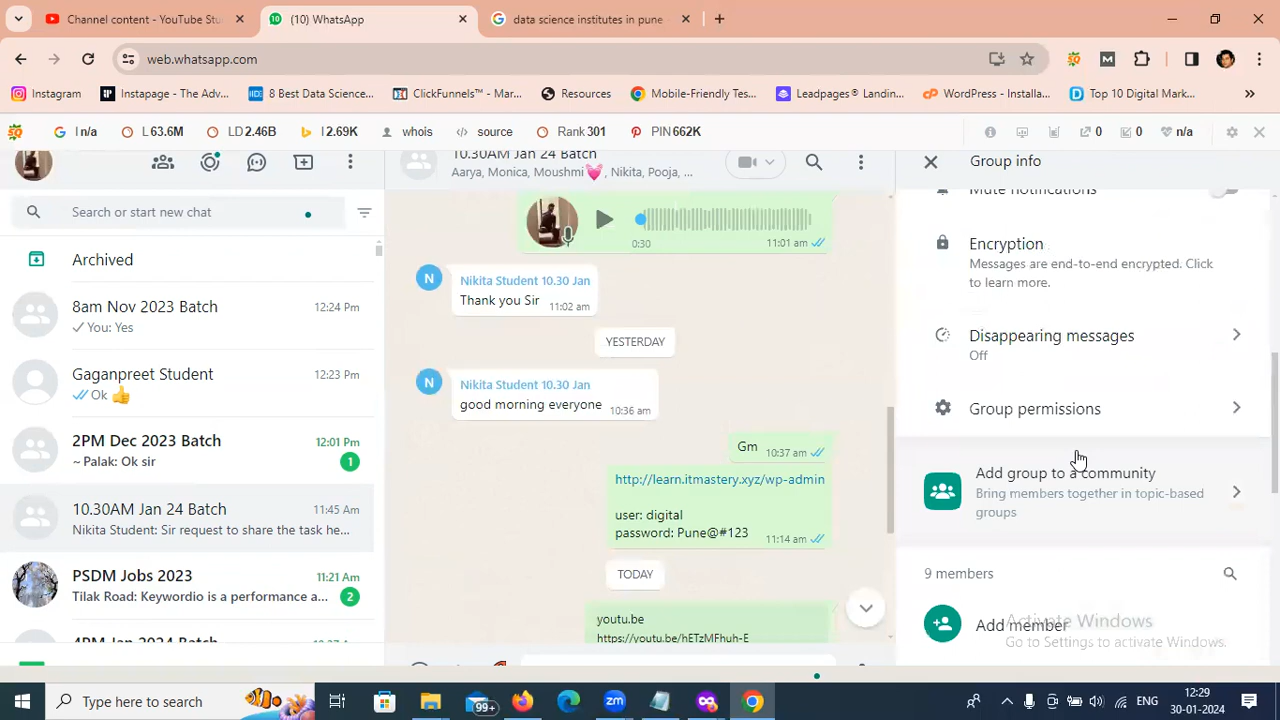 Channel content - YouTube Stu
(10) WhatsApp
data science institutes in pune
web.whatsapp.com
Instagram
Instapage - The Adv...
8 Best Data Science...
ClickFunnels™ - Mar...
Resources
Mobile-Friendly Tes...
Leadpages® Landin...
WordPress - Installa...
Top 10 Digital Mark...
I n/a
L 63.6M
LD 2.46B
I 2.69K
whois
source
Rank 301
PIN 662K
0
0
n/a
Search or start new chat
Archived
8am Nov 2023 Batch
12:24 Pm
You: Yes
Gaganpreet Student
12:23 Pm
Ok 👍
2PM Dec 2023 Batch
12:01 Pm
~ Palak: Ok sir
1
10.30AM Jan 24 Batch
11:45 Am
Nikita Student: Sir request to share the task he...
PSDM Jobs 2023
11:21 Am
Tilak Road: Keywordio is a performance a...
2
10.30AM Jan 24 Batch
Aarya, Monica, Moushmi💓, Nikita, Pooja, ...
0:30
11:01 am
N
Nikita Student 10.30 Jan
Thank you Sir
11:02 am
YESTERDAY
N
Nikita Student 10.30 Jan
good morning everyone
10:36 am
Gm
10:37 am
http://learn.itmastery.xyz/wp-admin
user: digital
password: Pune@#123
11:14 am
TODAY
youtu.be
https://youtu.be/hETzMFhuh-E
Group info
Mute notifications
Encryption
Messages are end-to-end encrypted. Click
to learn more.
Disappearing messages
Off
Group permissions
Add group to a community
Bring members together in topic-based
groups
9 members
Add member
Activate Windows
Go to Settings to activate Windows.
Type here to search
99+
zm
ENG
12:29
30-01-2024